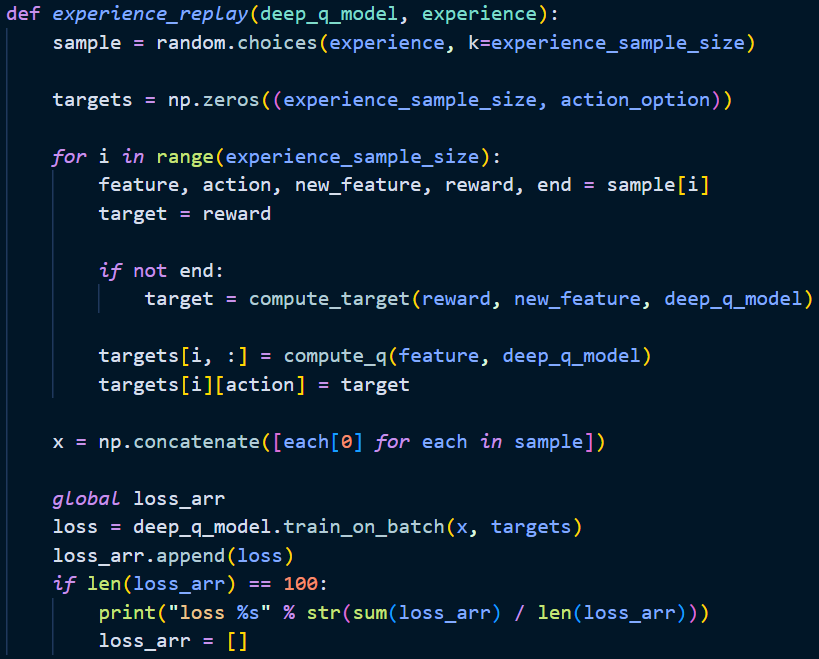 def experience_replay(deep_q_model, experience):
    sample = random.choices(experience, k=experience_sample_size)
    targets = np.zeros((experience_sample_size, action_option))
    for i in range(experience_sample_size):
        feature, action, new_feature, reward, end = sample[i]
        target = reward
        if not end:
            target = compute_target(reward, new_feature, deep_q_model)
        targets[i, :] = compute_q(feature, deep_q_model)
        targets[i][action] = target
    x = np.concatenate([each[0] for each in sample])
    global loss_arr
    loss = deep_q_model.train_on_batch(x, targets)
    loss_arr.append(loss)
    if len(loss_arr) == 100:
        print("loss %s" % str(sum(loss_arr) / len(loss_arr)))
        loss_arr = []